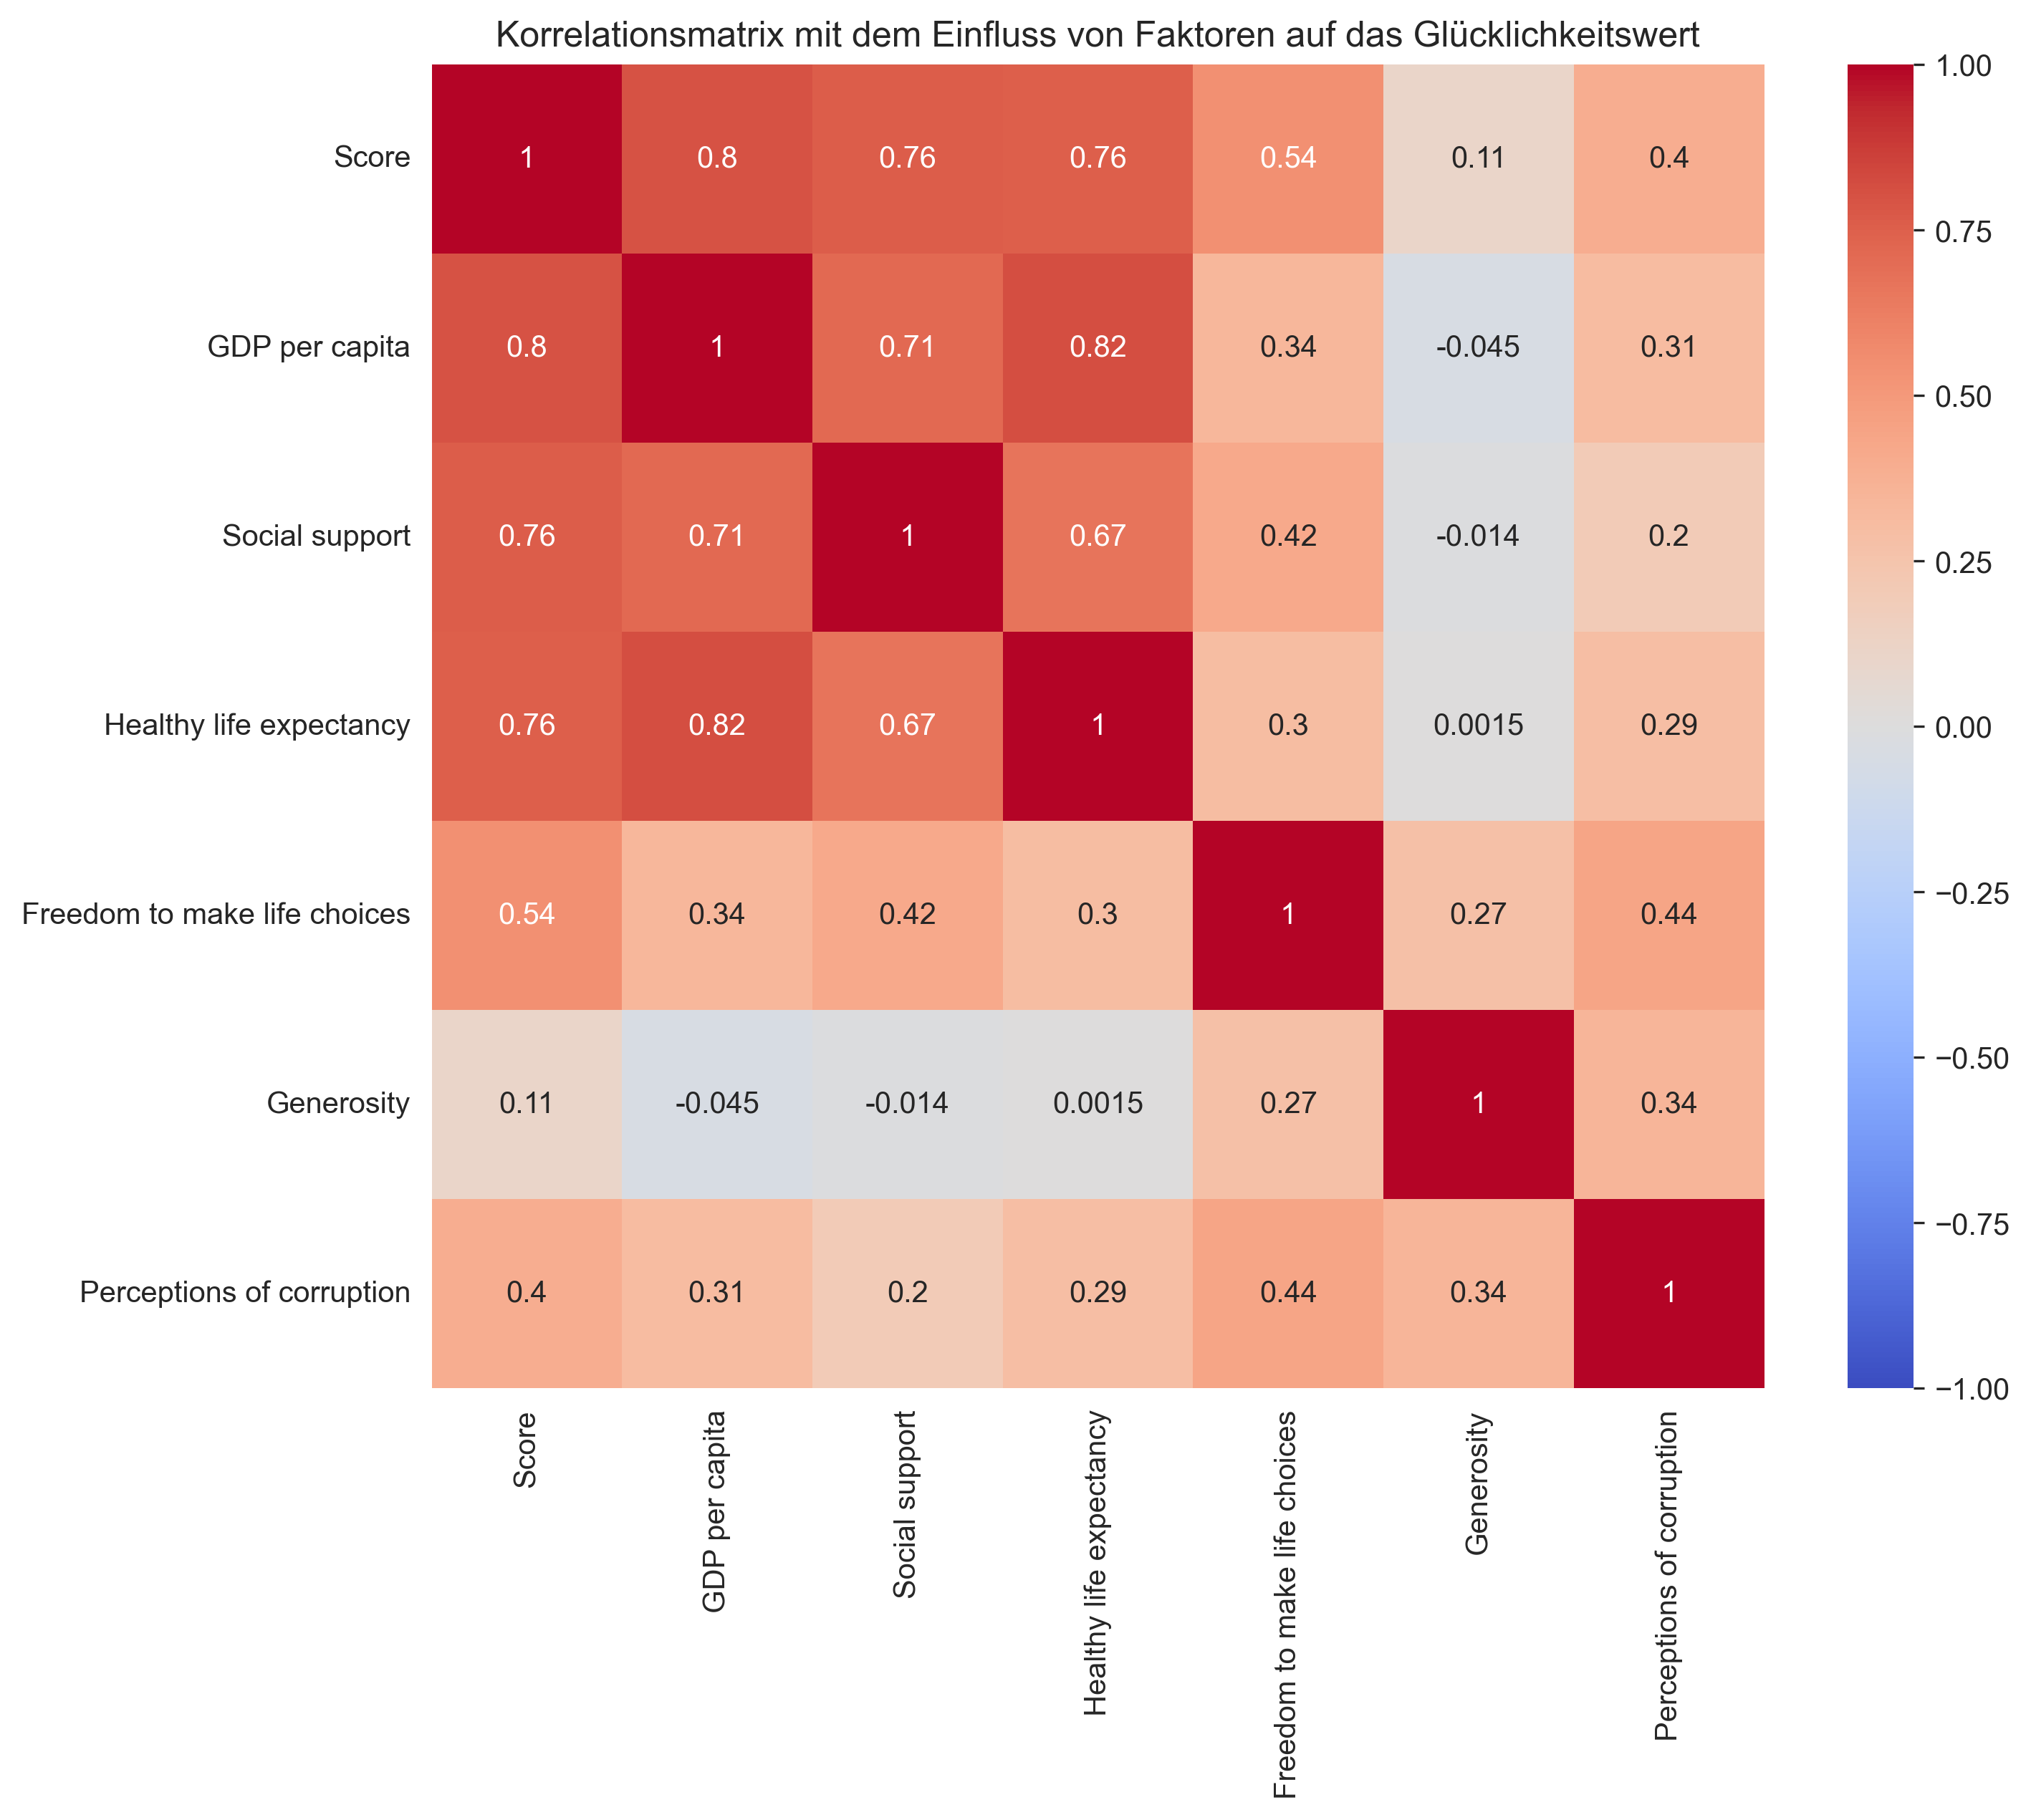 Korrelationsmatrix mit dem Einfluss von Faktoren auf das Glücklichkeitswert
Score 1 0.8 0.76 0.76 0.54 0.11 0.4
GDP per capita 0.8 1 0.71 0.82 0.34 -0.045 0.31
Social support 0.76 0.71 1 0.67 0.42 -0.014 0.2
Healthy life expectancy 0.76 0.82 0.67 1 0.3 0.0015 0.29
Freedom to make life choices 0.54 0.34 0.42 0.3 1 0.27 0.44
Generosity 0.11 -0.045 -0.014 0.0015 0.27 1 0.34
Perceptions of corruption 0.4 0.31 0.2 0.29 0.44 0.34 1
Score
GDP per capita
Social support
Healthy life expectancy
Freedom to make life choices
Generosity
Perceptions of corruption
1.00
0.75
0.50
0.25
0.00
−0.25
−0.50
−0.75
−1.00